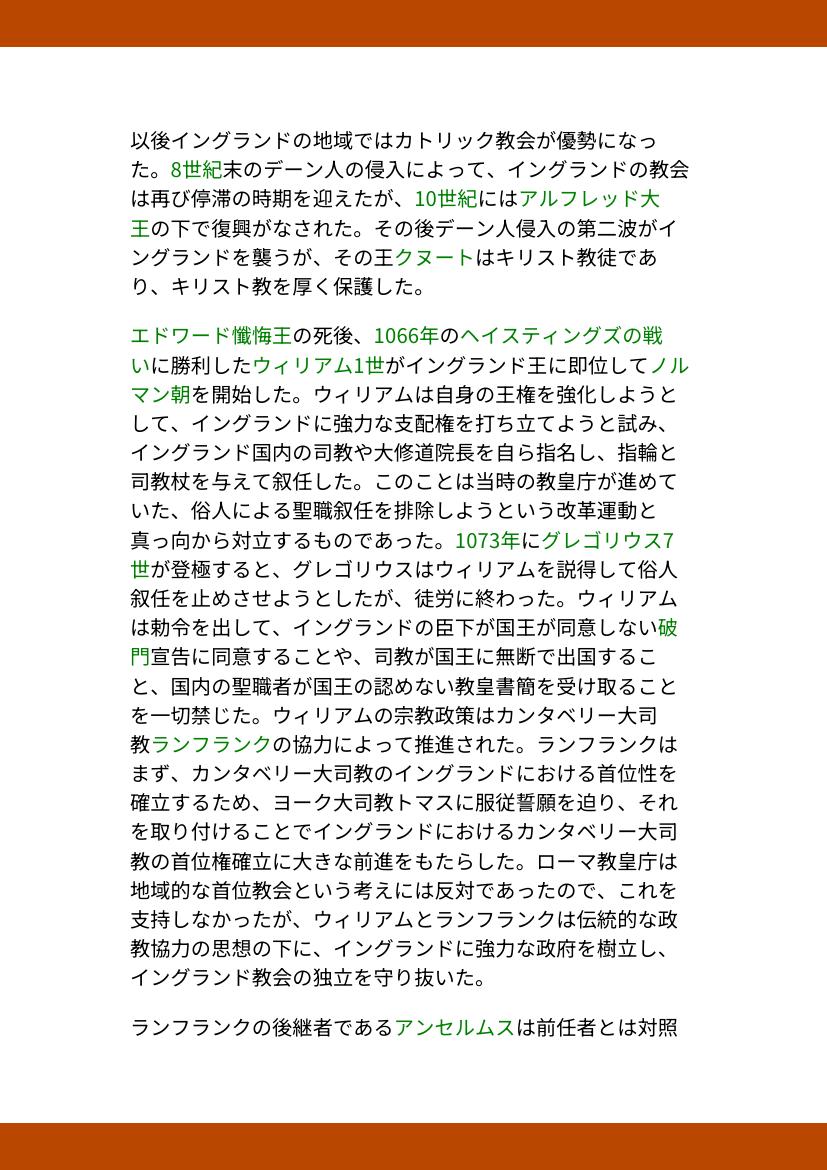 以後イングランドの地域ではカトリック教会が優勢になっ
た。8世紀末のデーン人の侵入によって、イングランドの教会
は再び停滞の時期を迎えたが、10世紀にはアルフレッド大
王の下で復興がなされた。その後デーン人侵入の第二波がイ
ングランドを襲うが、その王クヌートはキリスト教徒であ
り、キリスト教を厚く保護した。
エドワード懺悔王の死後、1066年のヘイスティングズの戦
いに勝利したウィリアム1世がイングランド王に即位してノル
マン朝を開始した。ウィリアムは自身の王権を強化しようと
して、イングランドに強力な支配権を打ち立てようと試み、
イングランド国内の司教や大修道院長を自ら指名し、指輪と
司教杖を与えて叙任した。このことは当時の教皇庁が進めて
いた、俗人による聖職叙任を排除しようという改革運動と
真っ向から対立するものであった。1073年にグレゴリウス7
世が登極すると、グレゴリウスはウィリアムを説得して俗人
叙任を止めさせようとしたが、徒労に終わった。ウィリアム
は勅令を出して、イングランドの臣下が国王が同意しない破
門宣告に同意することや、司教が国王に無断で出国するこ
と、国内の聖職者が国王の認めない教皇書簡を受け取ること
を一切禁じた。ウィリアムの宗教政策はカンタベリー大司
教ランフランクの協力によって推進された。ランフランクは
まず、カンタベリー大司教のイングランドにおける首位性を
確立するため、ヨーク大司教トマスに服従誓願を迫り、それ
を取り付けることでイングランドにおけるカンタベリー大司
教の首位権確立に大きな前進をもたらした。ローマ教皇庁は
地域的な首位教会という考えには反対であったので、これを
支持しなかったが、ウィリアムとランフランクは伝統的な政
教協力の思想の下に、イングランドに強力な政府を樹立し、
イングランド教会の独立を守り抜いた。
ランフランクの後継者であるアンセルムスは前任者とは対照